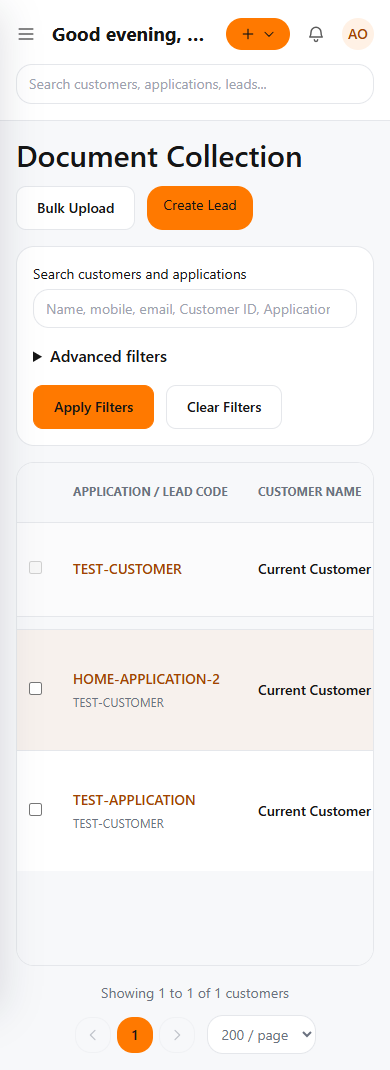 Good evening, ...
AO
Search customers, applications, leads...
Document Collection
Bulk Upload
Create Lead
Search customers and applications
Name, mobile, email, Customer ID, Application
Advanced filters
Apply Filters
Clear Filters
APPLICATION / LEAD CODE
CUSTOMER NAME
TEST-CUSTOMER
Current Customer
HOME-APPLICATION-2
TEST-CUSTOMER
Current Customer
TEST-APPLICATION
TEST-CUSTOMER
Current Customer
Showing 1 to 1 of 1 customers
1
200 / page